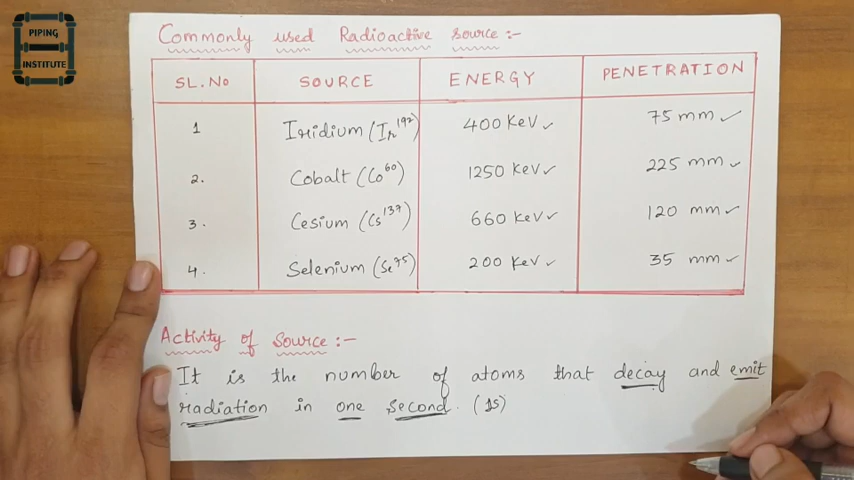 PIPING
INSTITUTE
Commonly used Radioactive source :-
SL.No SOURCE ENERGY PENETRATION
1 Iridium (Ir¹⁹²) 400 KeV ✓ 75 mm ✓
2. Cobalt (Co⁶⁰) 1250 KeV ✓ 225 mm ✓
3. Cesium (Cs¹³⁷) 660 KeV ✓ 120 mm ✓
4. Selenium (Se⁷⁵) 200 KeV ✓ 35 mm ✓
Activity of Source :-
It is the number of atoms that decay and emit
radiation in one second. (1s)